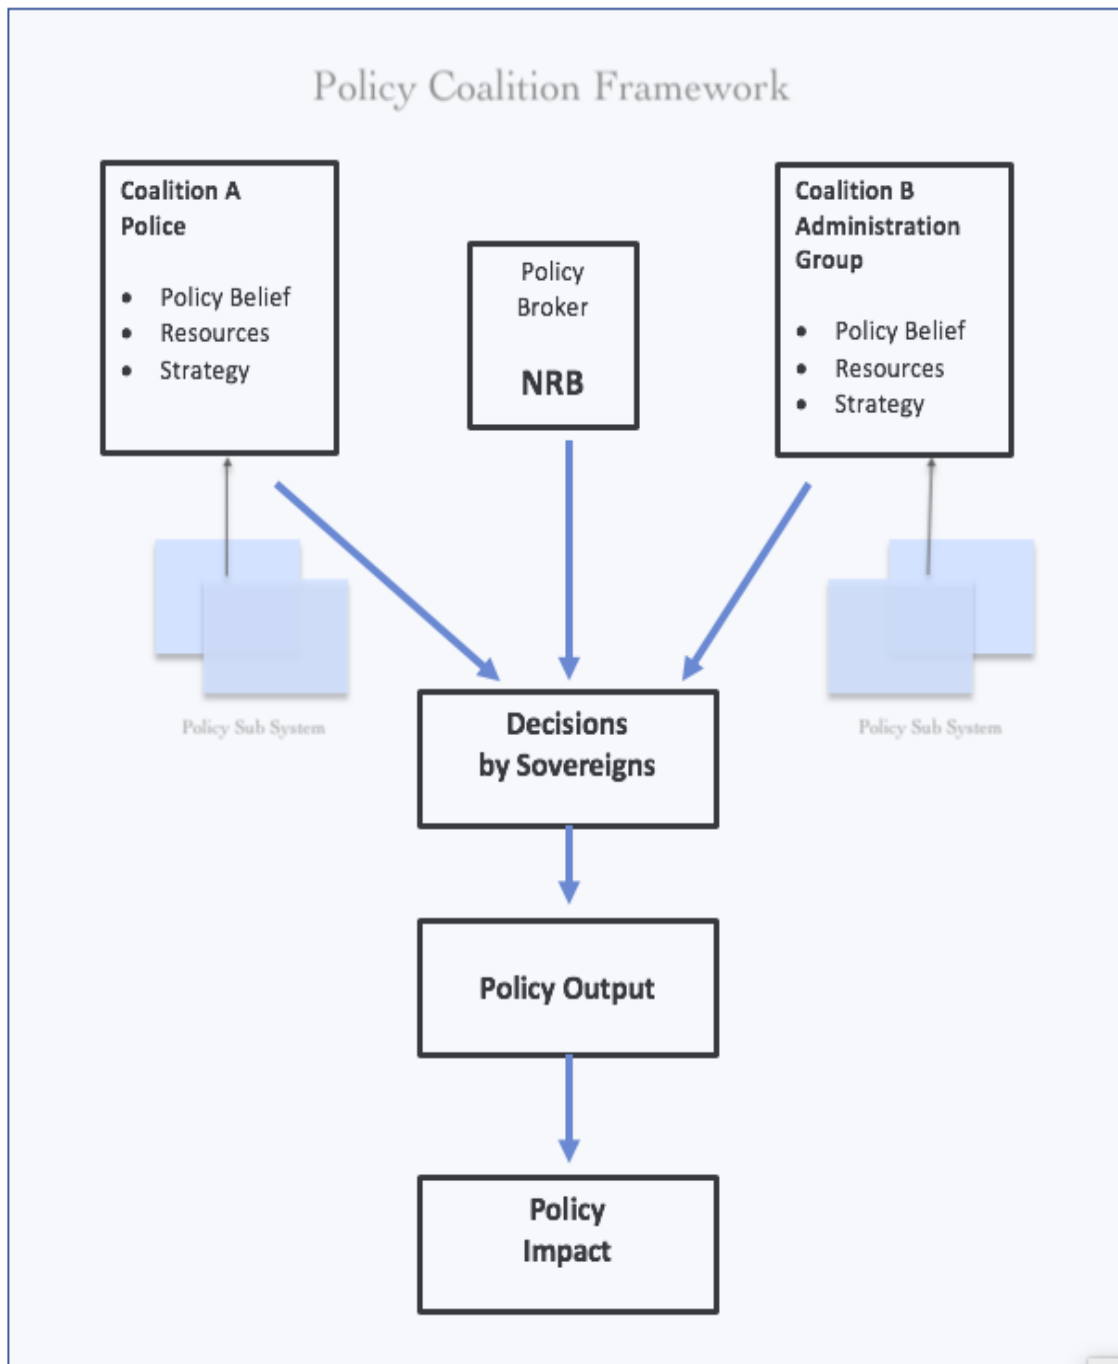 Policy Coalition Framework
Coalition A
Police
• Policy Belief
• Resources
• Strategy
Policy
Broker
NRB
Coalition B
Administration
Group
• Policy Belief
• Resources
• Strategy
Policy Sub System
Policy Sub System
Decisions
by Sovereigns
Policy Output
Policy
Impact